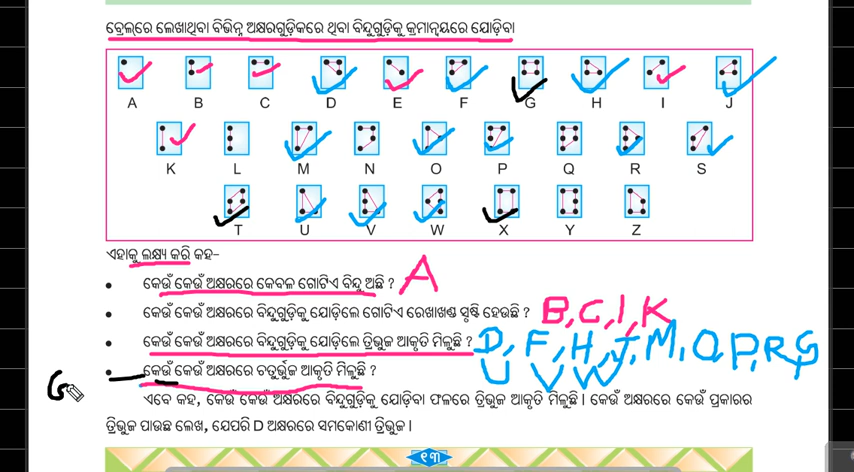 ବ୍ରେଲ୍‌ରେ ଲେଖାଥିବା ବିଭିନ୍ନ ଅକ୍ଷରଗୁଡ଼ିକରେ ଥିବା ବିନ୍ଦୁଗୁଡ଼ିକୁ କ୍ରମାନ୍ୱୟରେ ଯୋଡ଼ିବା
A B C D E F G H I J
K L M N O P Q R S
T U V W X Y Z
ଏହାକୁ ଲକ୍ଷ୍ୟ କରି କହ–
• କେଉଁ କେଉଁ ଅକ୍ଷରରେ କେବଳ ଗୋଟିଏ ବିନ୍ଦୁ ଅଛି ? A
• କେଉଁ କେଉଁ ଅକ୍ଷରରେ ବିନ୍ଦୁଗୁଡ଼ିକୁ ଯୋଡ଼ିଲେ ଗୋଟିଏ ରେଖାଖଣ୍ଡ ସୃଷ୍ଟି ହେଉଛି ? B, C, I, K
• କେଉଁ କେଉଁ ଅକ୍ଷରରେ ବିନ୍ଦୁଗୁଡ଼ିକୁ ଯୋଡ଼ିଲେ ତ୍ରିଭୁଜ ଆକୃତି ମିଳୁଛି ? D, F, H, J, M, O, P, R, S
U, V, W
• କେଉଁ କେଉଁ ଅକ୍ଷରରେ ଚତୁର୍ଭୁଜ ଆକୃତି ମିଳୁଛି ?
G
ଏବେ କହ, କେଉଁ କେଉଁ ଅକ୍ଷରରେ ବିନ୍ଦୁଗୁଡ଼ିକୁ ଯୋଡ଼ିବା ଫଳରେ ତ୍ରିଭୁଜ ଆକୃତି ମିଳୁଛି। କେଉଁ ଅକ୍ଷରରେ କେଉଁ ପ୍ରକାରର
ତ୍ରିଭୁଜ ପାଉଛ ଲେଖ, ଯେପରି D ଅକ୍ଷରରେ ସମକୋଣୀ ତ୍ରିଭୁଜ।
୧୩